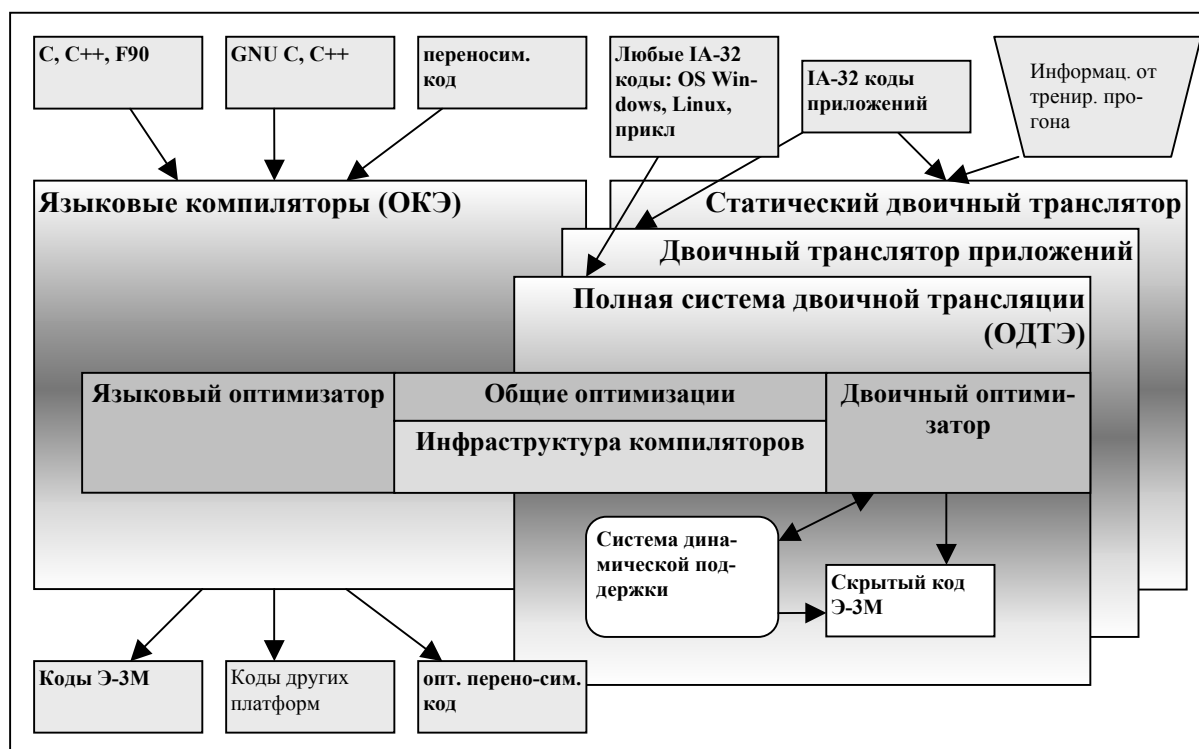 C, C++, F90
GNU C, C++
переносим.
код
Любые IA-32
коды: OS Win-
dows, Linux,
прикл
IA-32 коды
приложений
Информац. от
тренир. про-
гона
Языковые компиляторы (ОКЭ)
Статический двоичный транслятор
Двоичный транслятор приложений
Полная система двоичной трансляции
(ОДТЭ)
Языковый оптимизатор
Общие оптимизации
Инфраструктура компиляторов
Двоичный оптими-
затор
Система дина-
мической под-
держки
Скрытый код
Э-3М
Коды Э-3М
Коды других
платформ
опт. перено-сим.
код